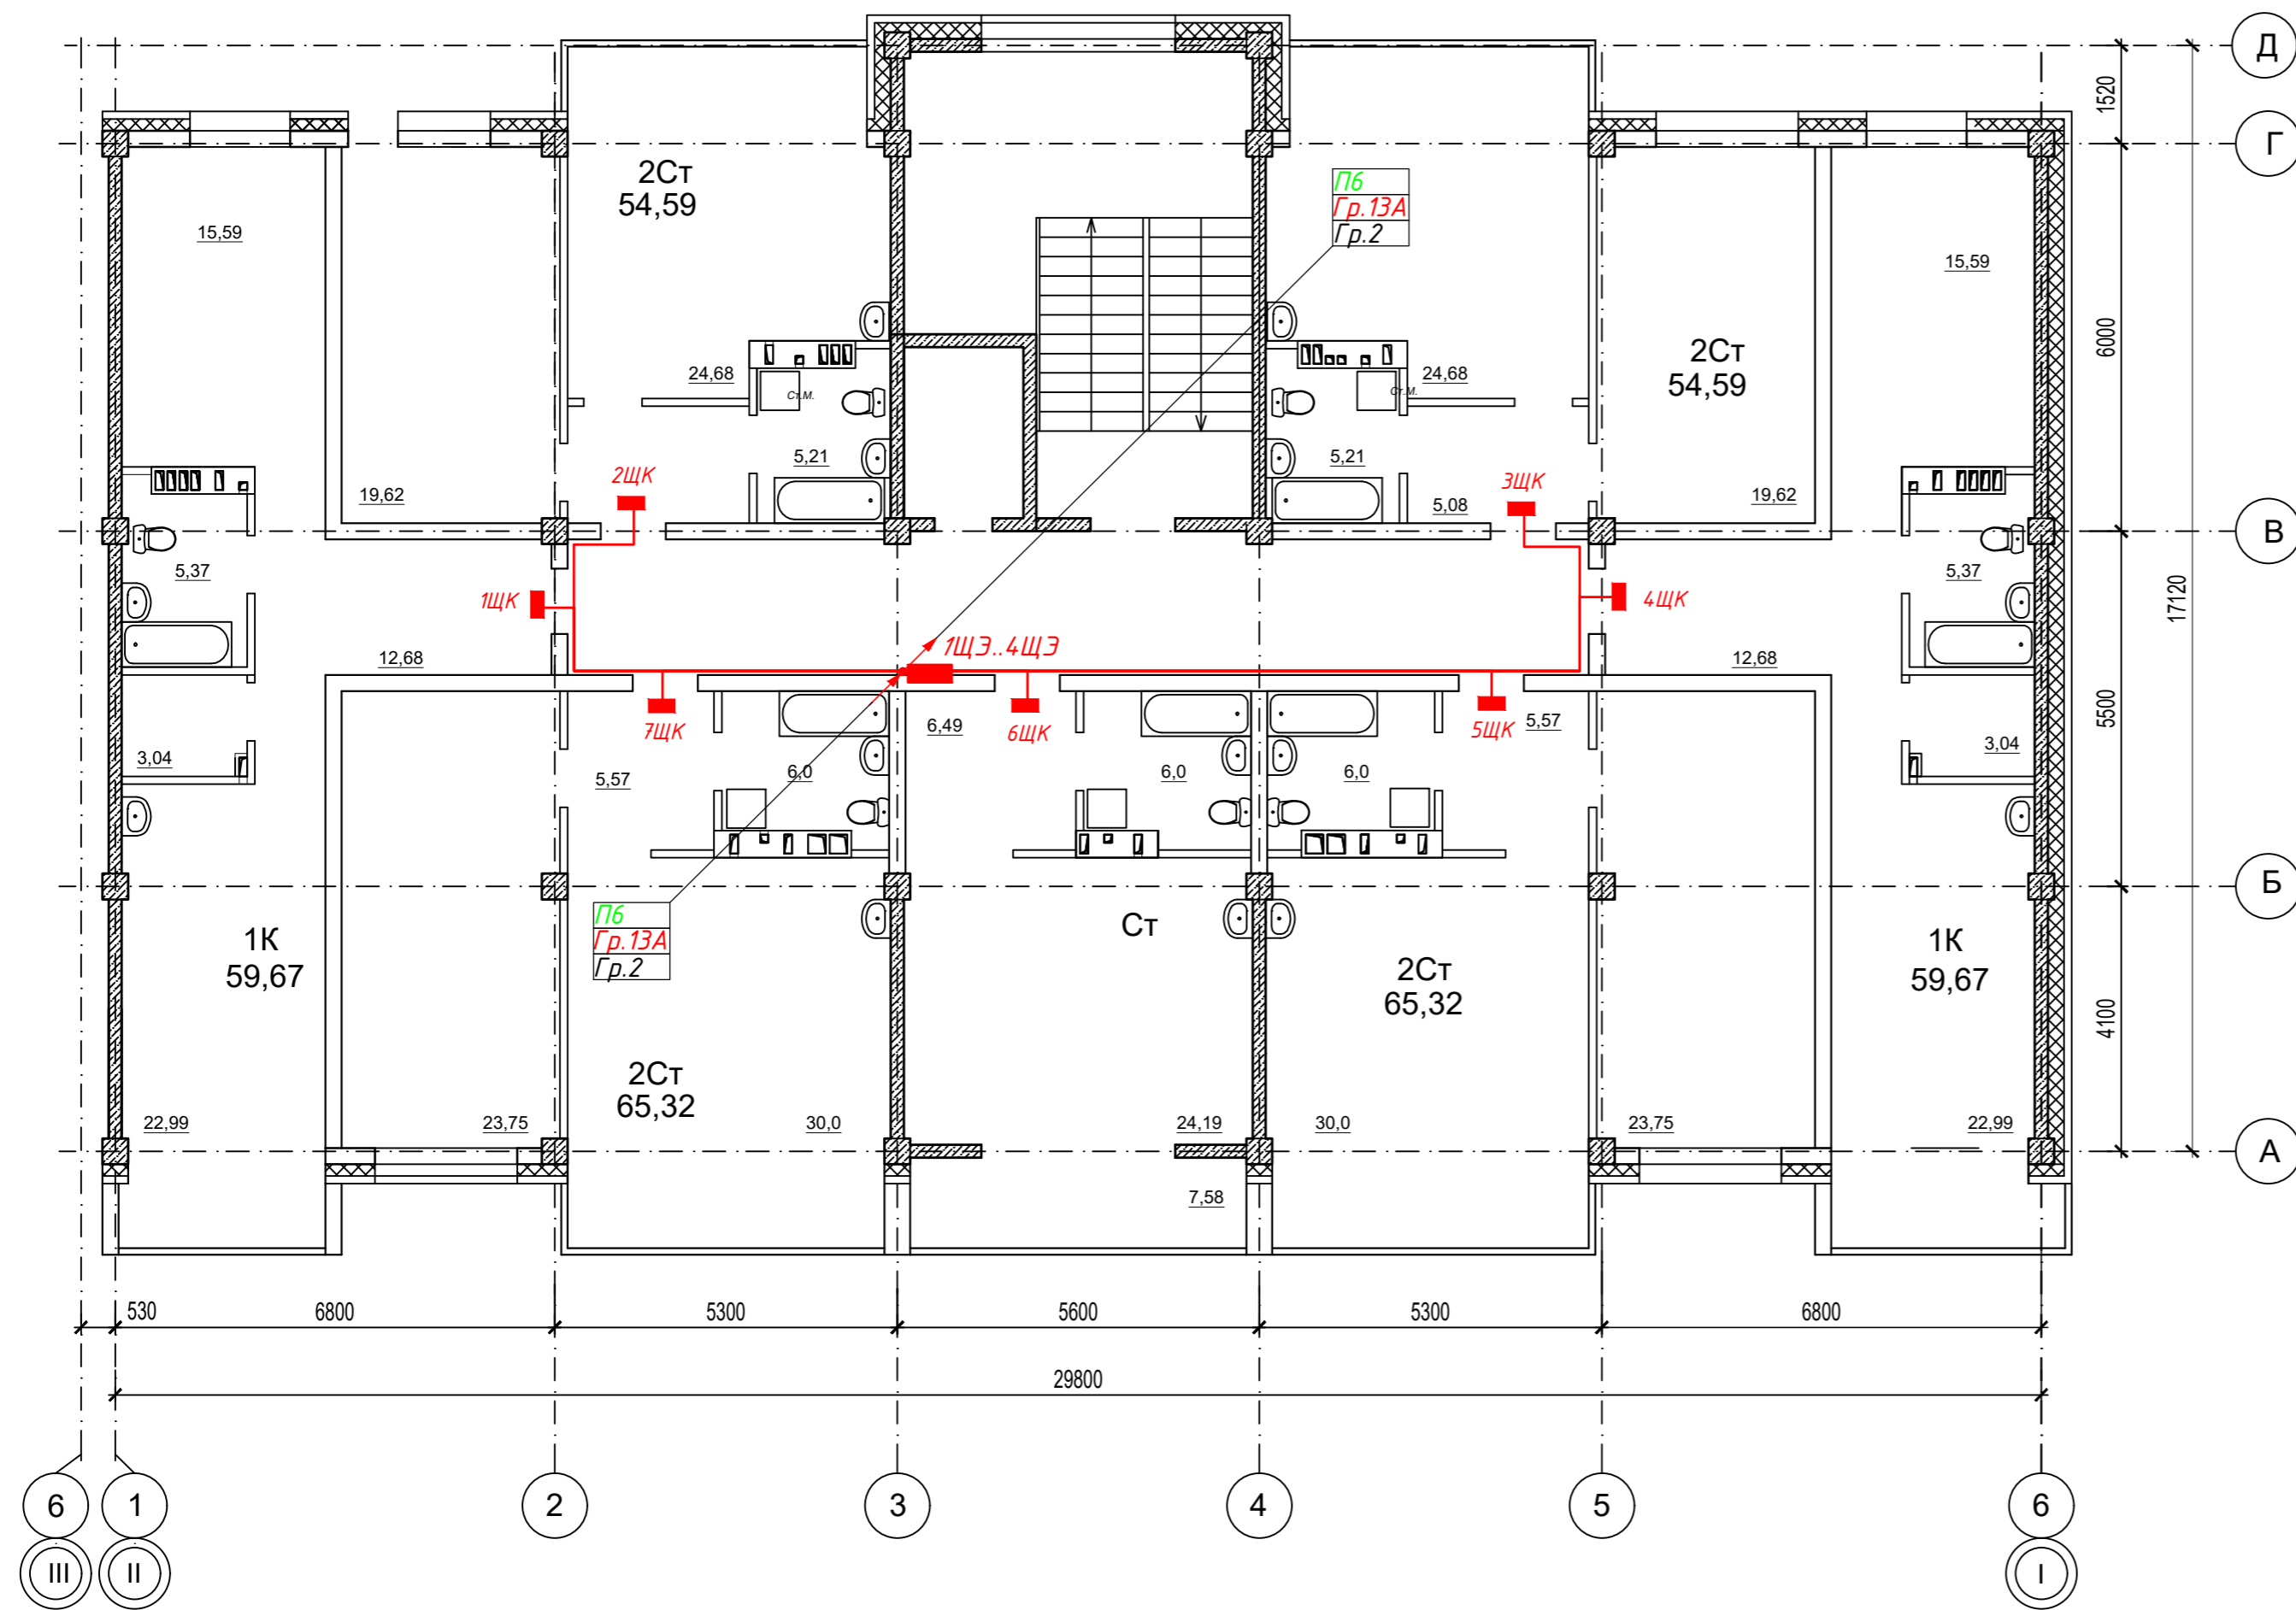 Д
1520
Г
2Ст
54,59
П6
Гр.13А
Гр.2
15,59
15,59
6000
2Ст
54,59
24,68
Ст.М.
24,68
Ст.М.
5,21
5,21
2ЩК
3ЩК
19,62
5,08
19,62
В
5,37
5,37
17120
1ЩК
4ЩК
1ЩЭ..4ЩЭ
12,68
12,68
5500
7ЩК
6,49
6ЩК
5ЩК
5,57
3,04
5,57
6,0
6,0
6,0
3,04
Б
П6
Гр.13А
Гр.2
Ст
1К
59,67
2Ст
65,32
1К
59,67
4100
2Ст
65,32
22,99
23,75
30,0
24,19
30,0
23,75
22,99
А
7,58
530
6800
5300
5600
5300
6800
29800
6
1
2
3
4
5
6
III
II
I